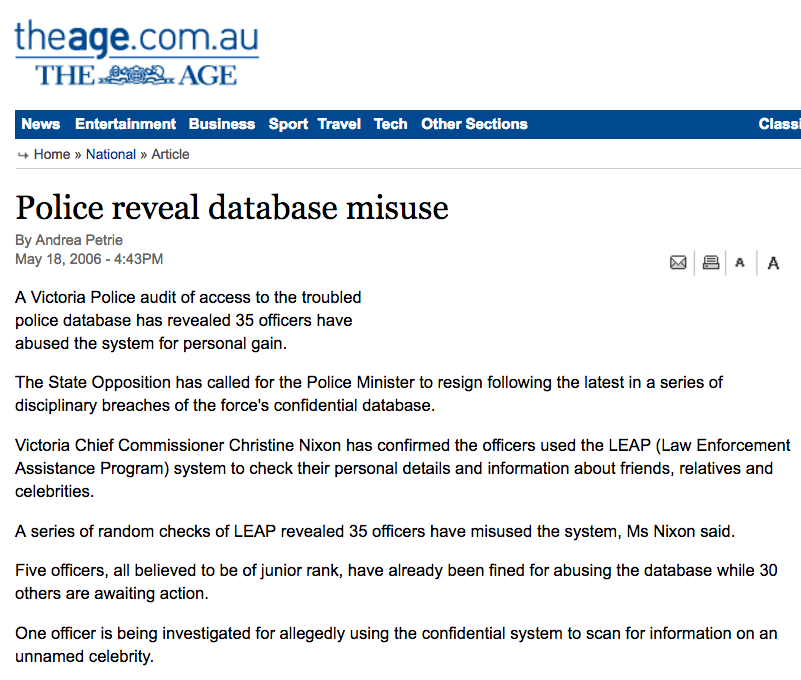 theage.com.au
THE AGE
News Entertainment Business Sport Travel Tech Other Sections Classi
Home » National » Article
Police reveal database misuse
By Andrea Petrie
May 18, 2006 - 4:43PM
A A
A Victoria Police audit of access to the troubled
police database has revealed 35 officers have
abused the system for personal gain.
The State Opposition has called for the Police Minister to resign following the latest in a series of
disciplinary breaches of the force's confidential database.
Victoria Chief Commissioner Christine Nixon has confirmed the officers used the LEAP (Law Enforcement
Assistance Program) system to check their personal details and information about friends, relatives and
celebrities.
A series of random checks of LEAP revealed 35 officers have misused the system, Ms Nixon said.
Five officers, all believed to be of junior rank, have already been fined for abusing the database while 30
others are awaiting action.
One officer is being investigated for allegedly using the confidential system to scan for information on an
unnamed celebrity.